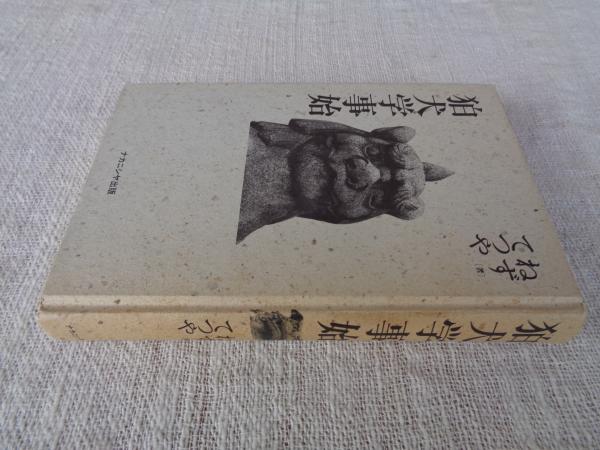 狛犬学事始
ねずてつや〈著〉
ナカニシヤ出版
狛犬学事始
ねずてつや